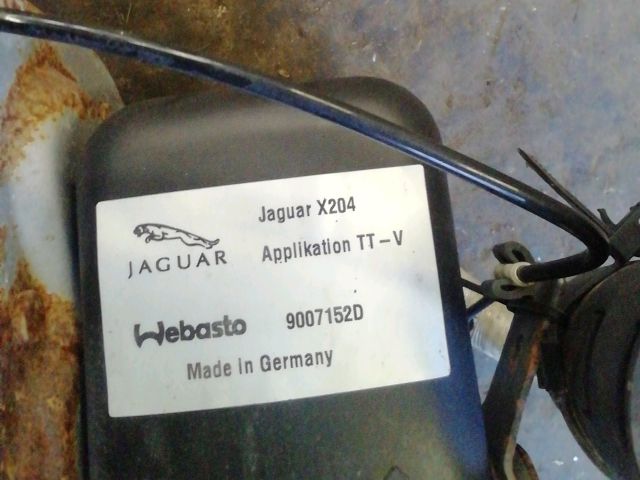 Jaguar X204
JAGUAR
Applikation TT-V
Webasto
9007152D
Made in Germany